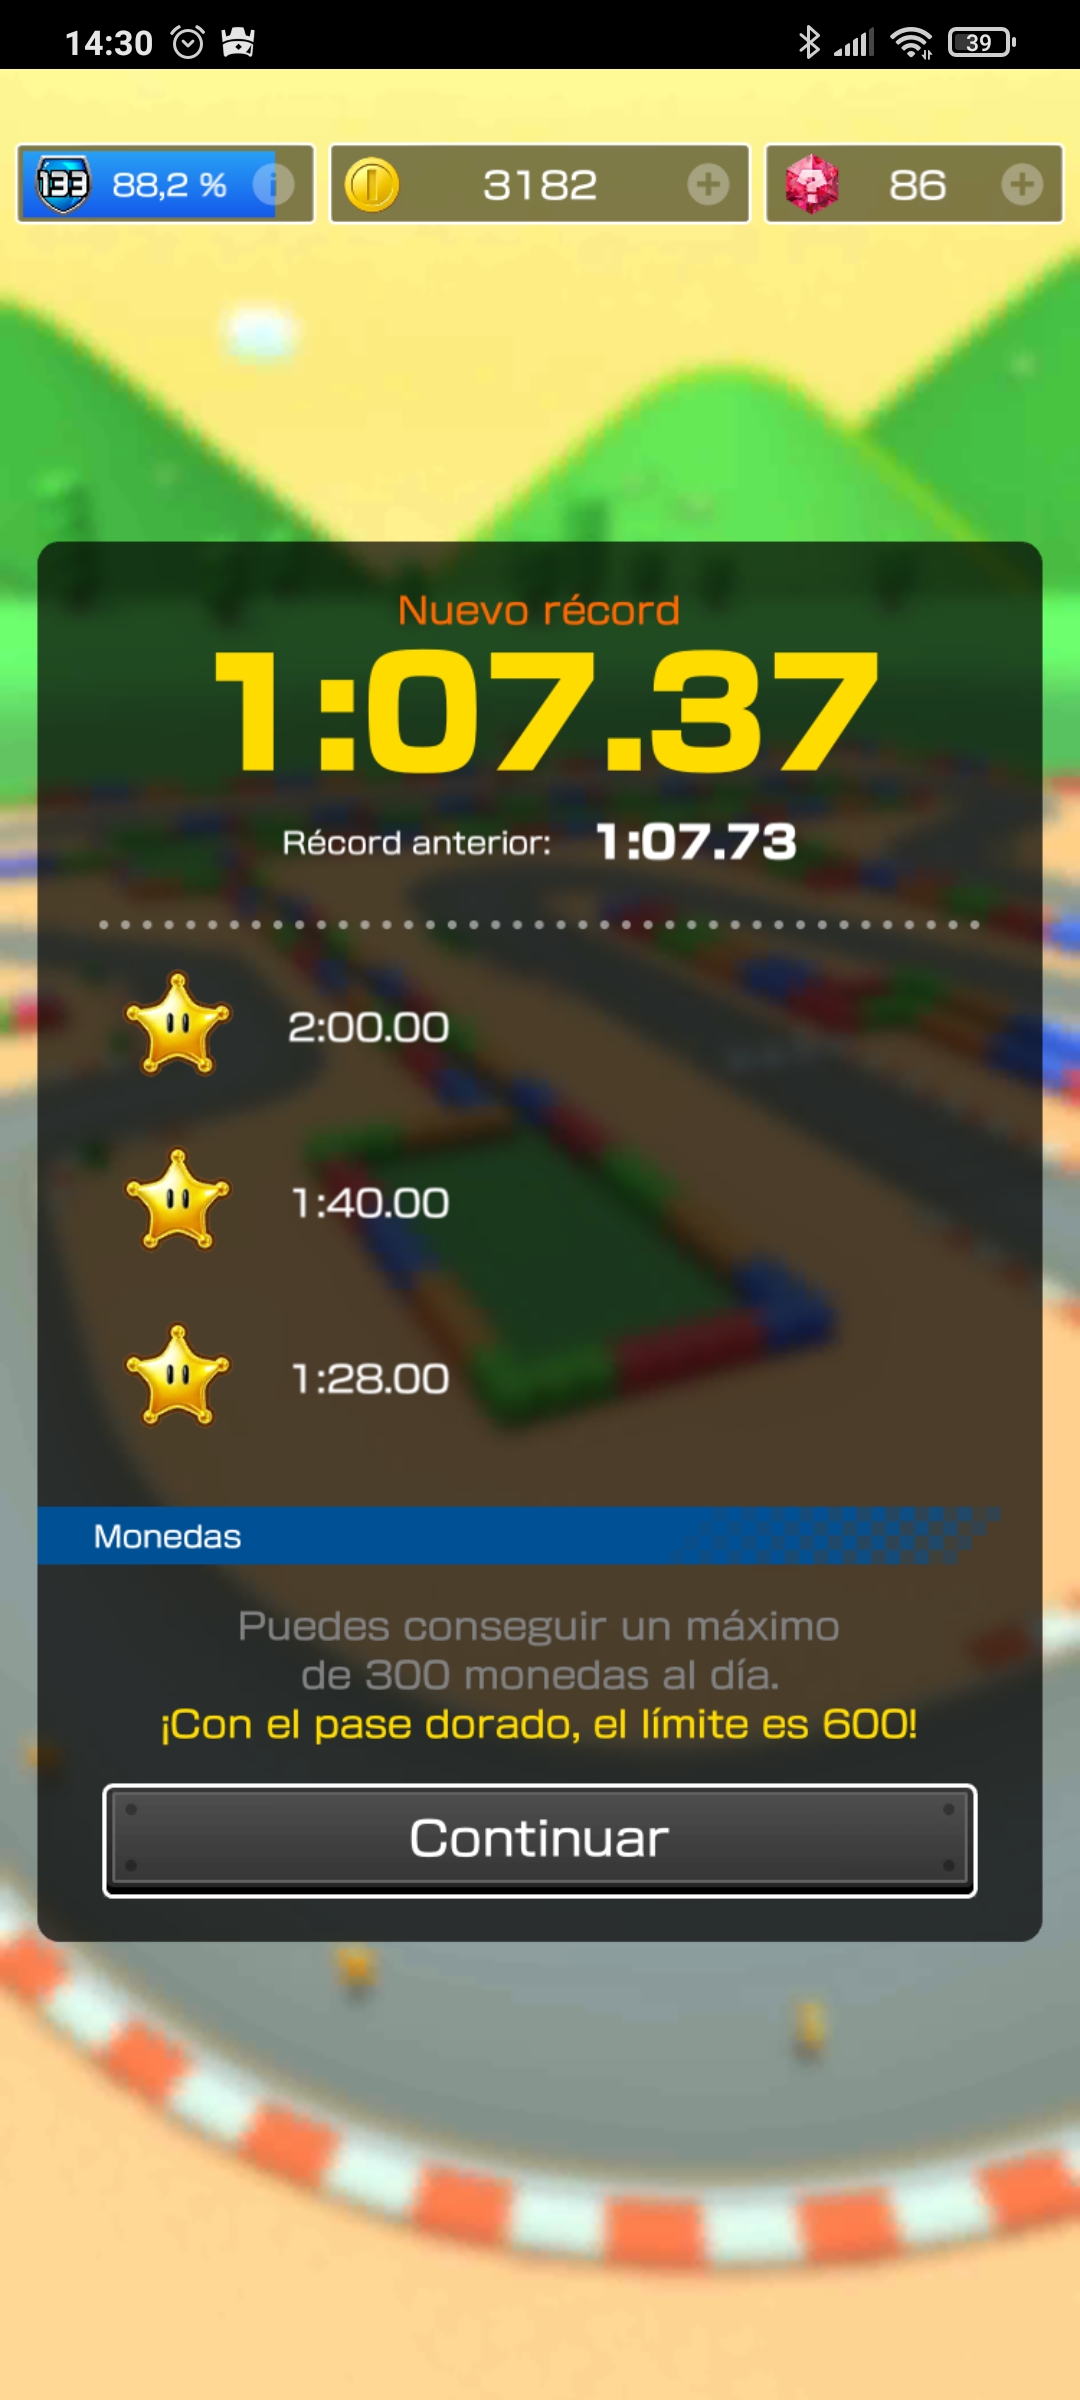 14:30
39
133 88,2 % i
3182
86
Nuevo récord
1:07.37
Récord anterior: 1:07.73
2:00.00
1:40.00
1:28.00
Monedas
Puedes conseguir un máximo
de 300 monedas al día.
¡Con el pase dorado, el límite es 600!
Continuar